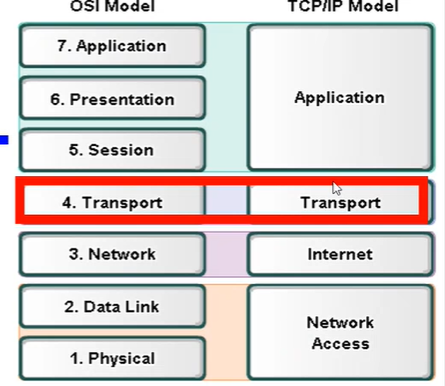 OSI Model
TCP/IP Model
7. Application
6. Presentation
5. Session
Application
4. Transport
Transport
3. Network
Internet
2. Data Link
1. Physical
Network
Access